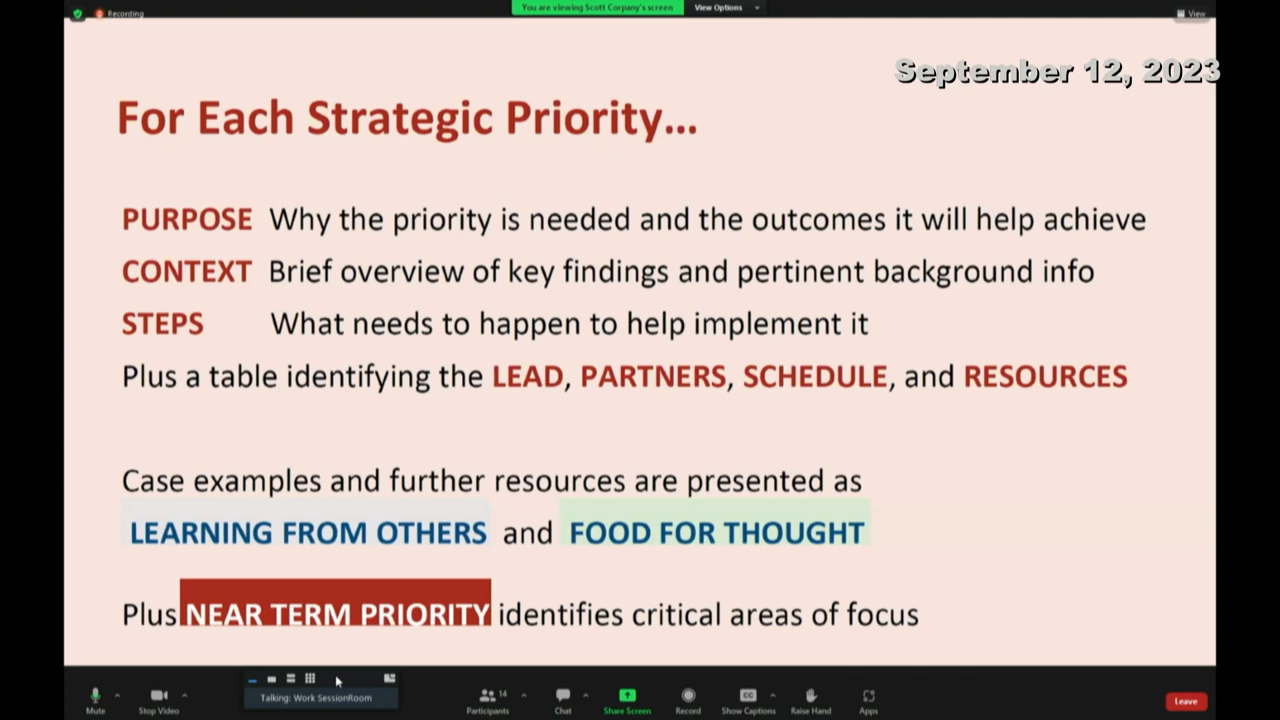 Recording
You are viewing Scott Corpany's screen
View Options
View
September 12, 2023
For Each Strategic Priority...
PURPOSE Why the priority is needed and the outcomes it will help achieve
CONTEXT Brief overview of key findings and pertinent background info
STEPS What needs to happen to help implement it
Plus a table identifying the LEAD, PARTNERS, SCHEDULE, and RESOURCES
Case examples and further resources are presented as
LEARNING FROM OTHERS and FOOD FOR THOUGHT
Plus NEAR TERM PRIORITY identifies critical areas of focus
Talking: Work SessionRoom
Mute
Stop Video
Participants
14
Chat
Share Screen
Record
CC
Show Captions
Raise Hand
Apps
Leave